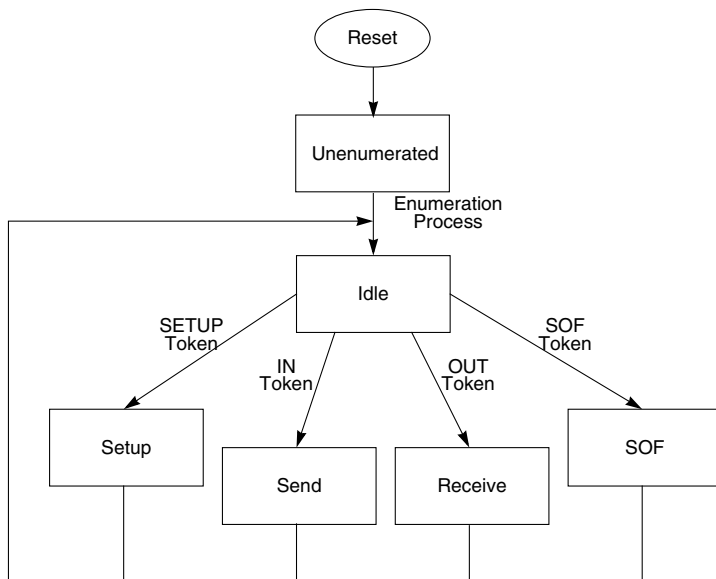 Reset
Unenumerated
Enumeration
Process
Idle
SETUP
Token
IN
Token
OUT
Token
SOF
Token
Setup
Send
Receive
SOF